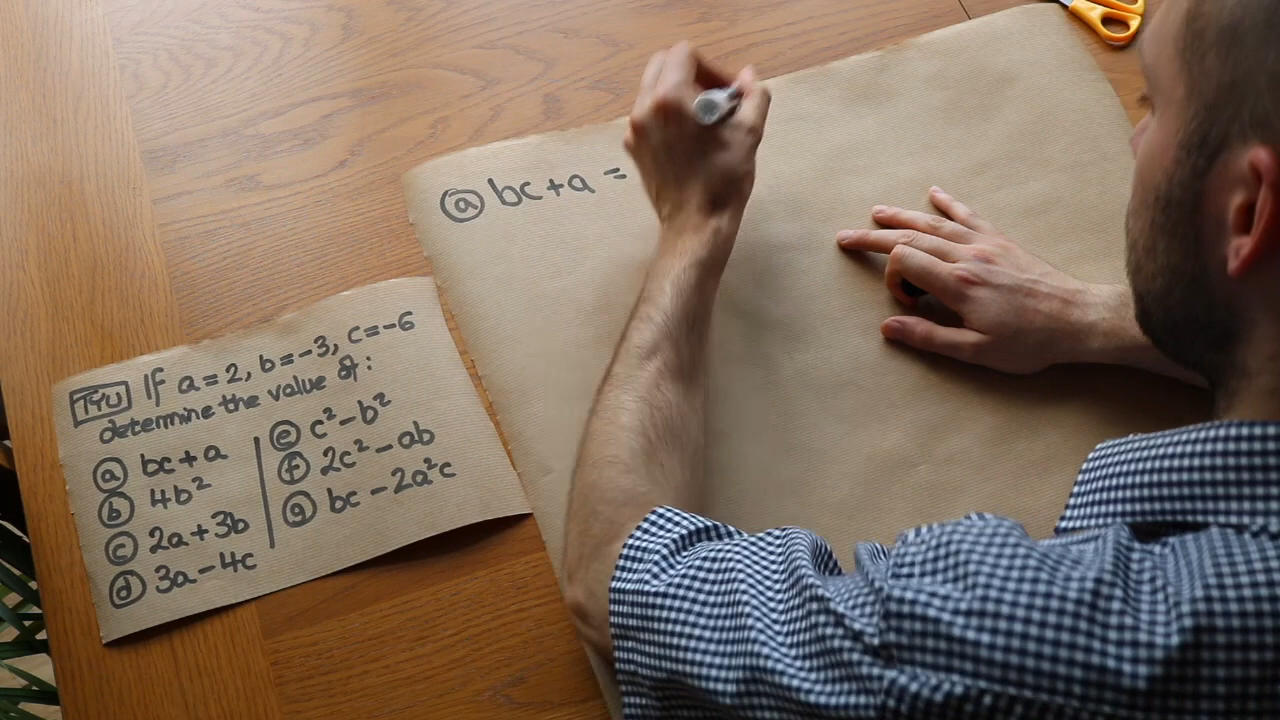 TYU If a = 2, b = -3, c = -6
determine the value of:
a bc + a
b 4b²
c 2a + 3b
d 3a - 4c
e c² - b²
f 2c² - ab
g bc - 2a²c
a bc + a =